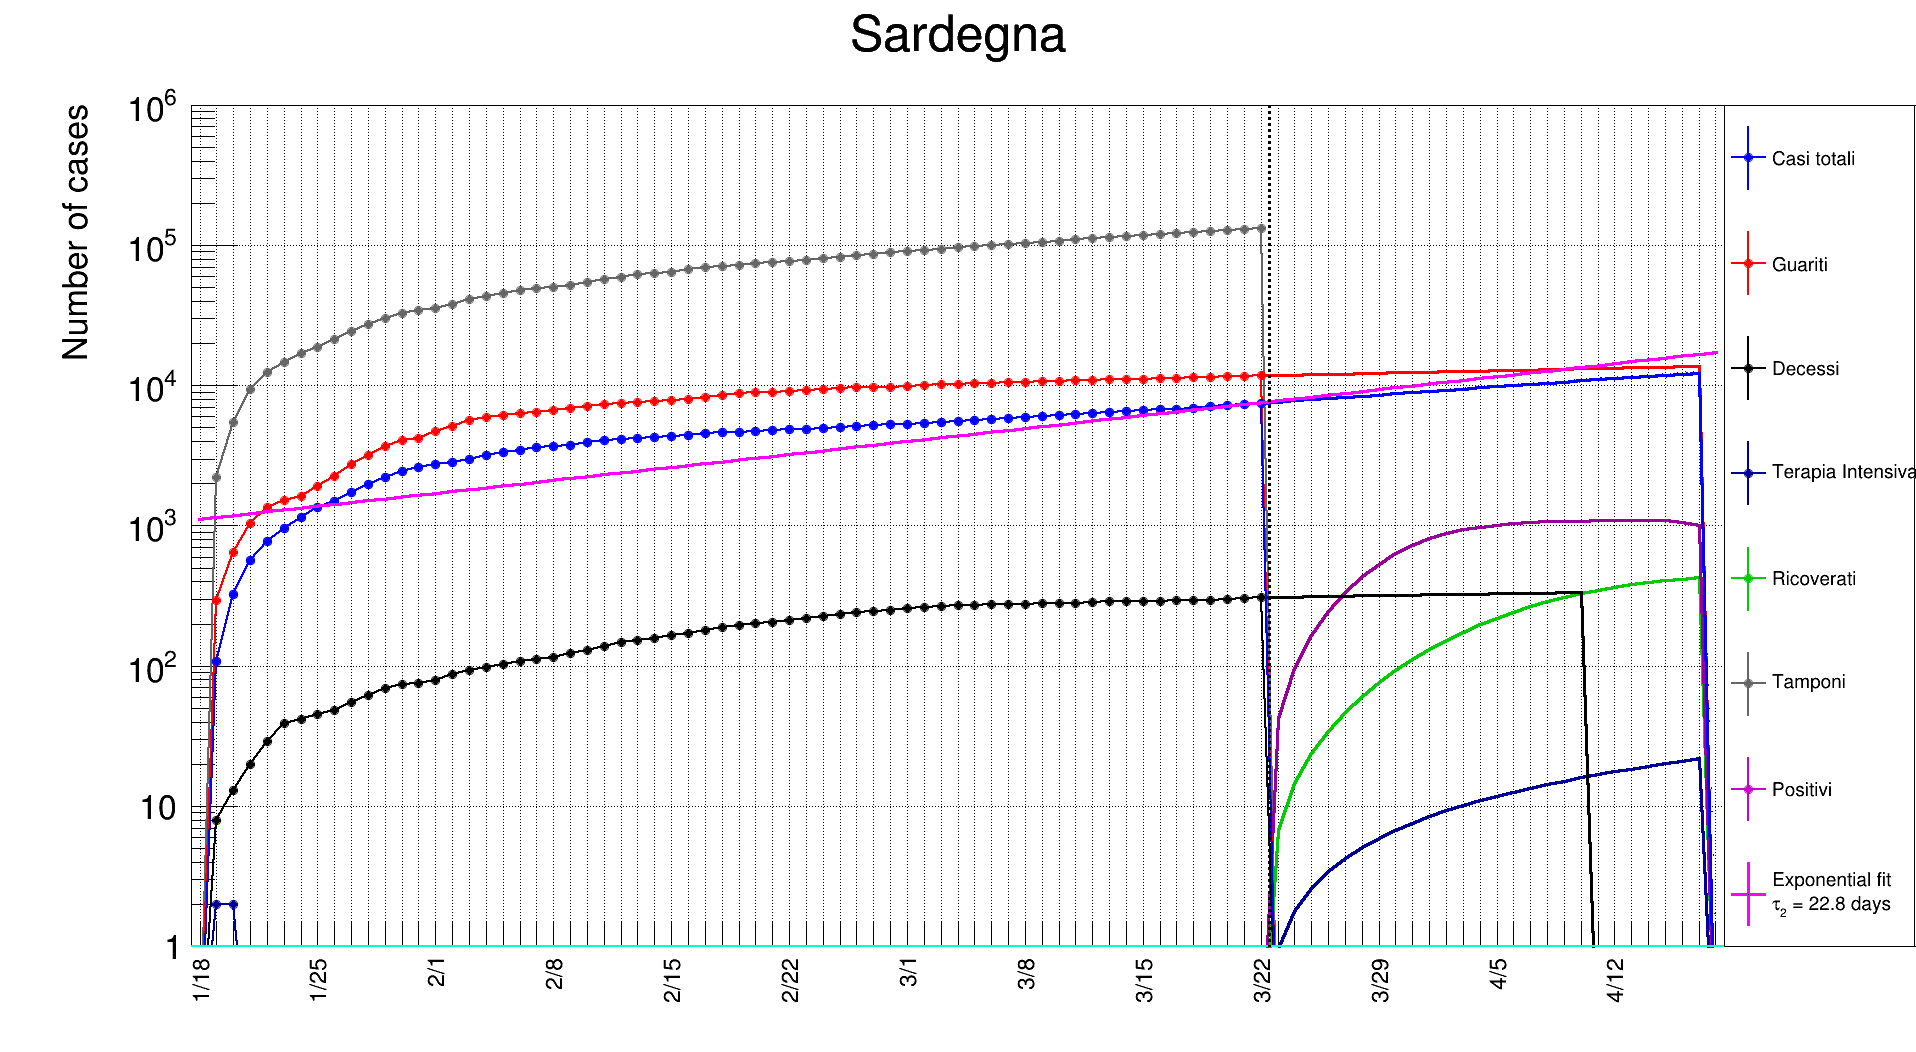 Sardegna
Number of cases
10^6
10^5
10^4
10^3
10^2
10
1
1/18
1/25
2/1
2/8
2/15
2/22
3/1
3/8
3/15
3/22
3/29
4/5
4/12
Casi totali
Guariti
Decessi
Terapia Intensiva
Ricoverati
Tamponi
Positivi
Exponential fit
τ₂ = 22.8 days